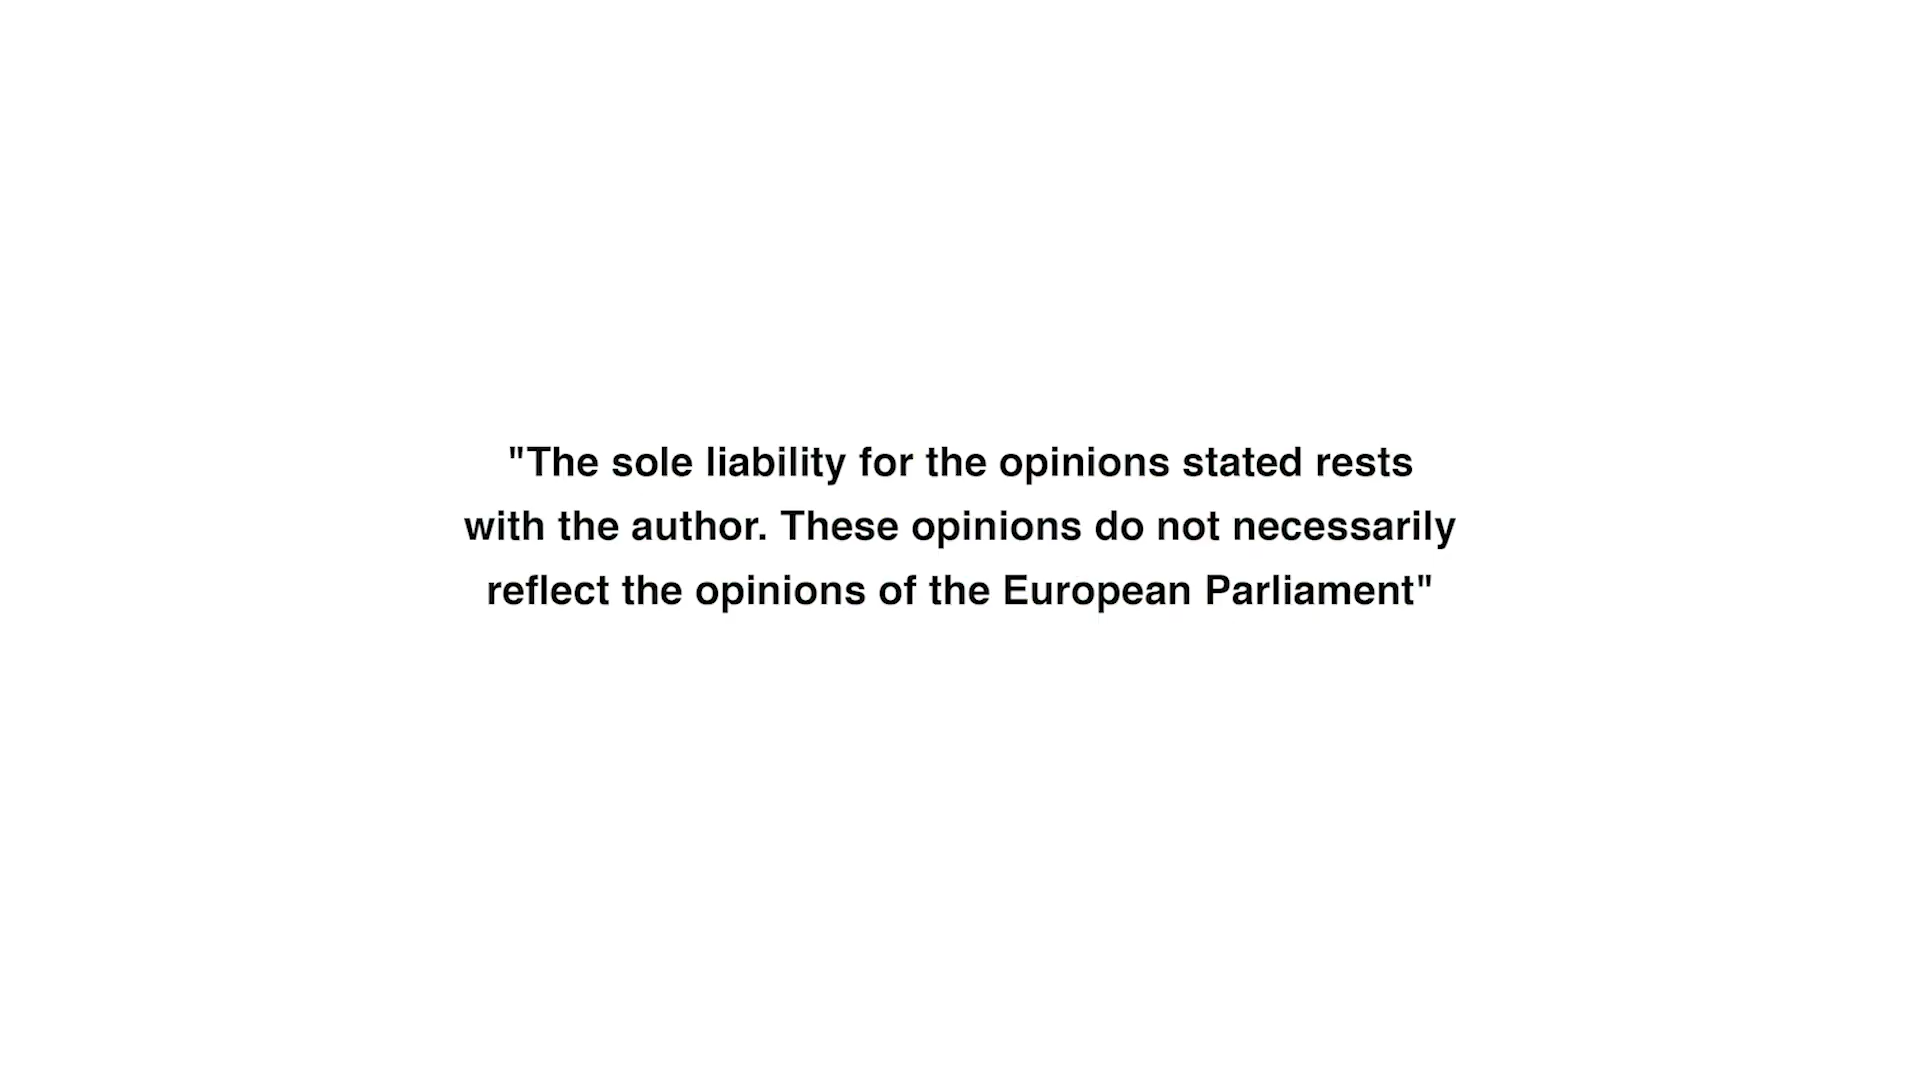 "The sole liability for the opinions stated rests
with the author. These opinions do not necessarily
reflect the opinions of the European Parliament"